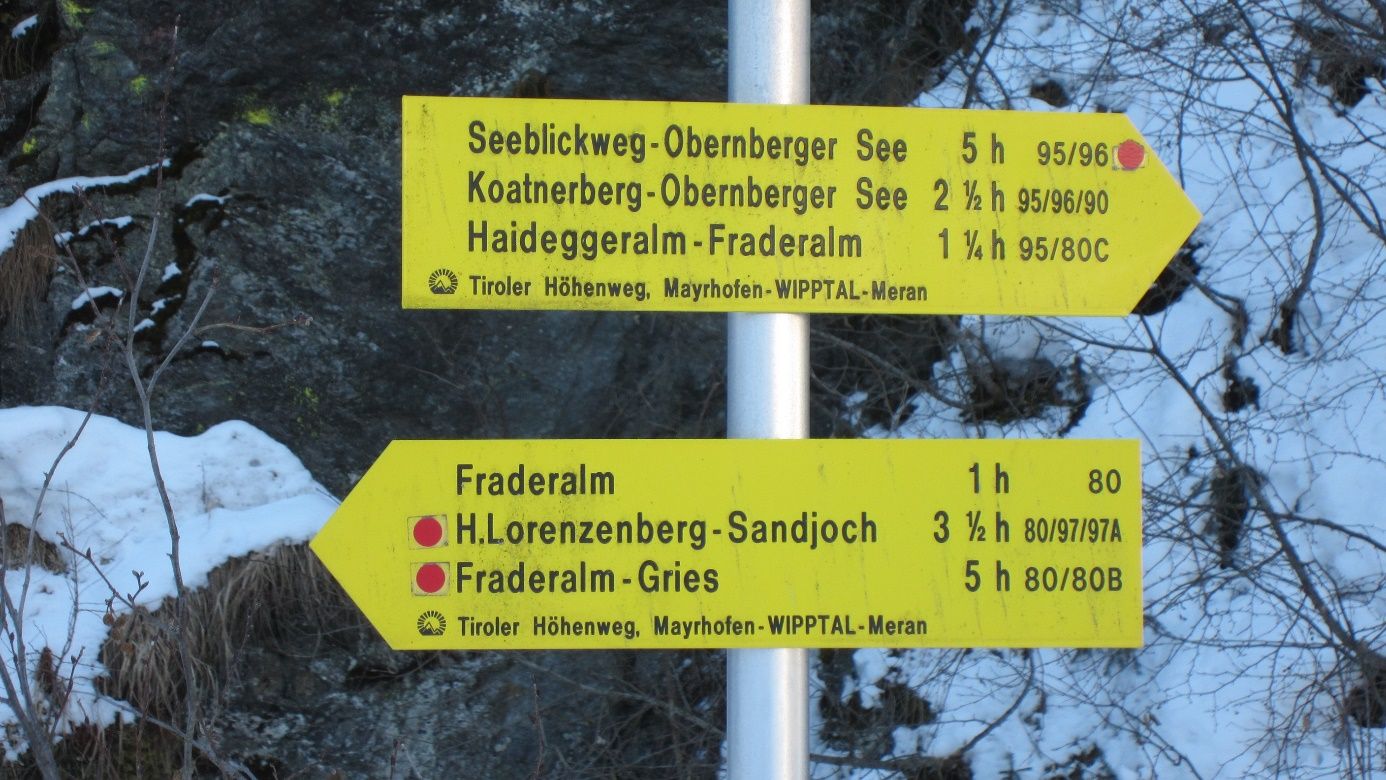 Seeblickweg-Obernberger See 5 h 95/96
Koatnerberg-Obernberger See 2 ½ h 95/96/90
Haideggeralm-Fraderalm 1 ¼ h 95/80C
Tiroler Höhenweg, Mayrhofen-WIPPTAL-Meran
Fraderalm 1 h 80
H.Lorenzenberg-Sandjoch 3 ½ h 80/97/97A
Fraderalm-Gries 5 h 80/80B
Tiroler Höhenweg, Mayrhofen-WIPPTAL-Meran